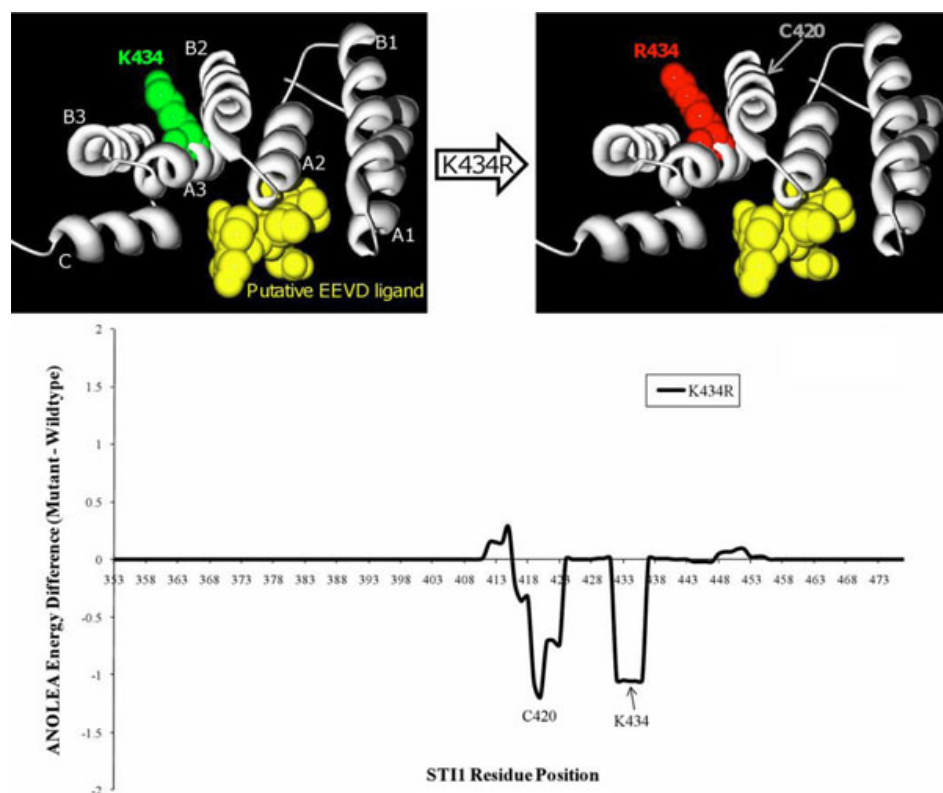 K434
B2
B1
B3
A2
A3
A1
C
Putative EEVD ligand
K434R
R434
C420
2
1.5
1
0.5
0
-0.5
-1
-1.5
-2
ANOLEA Energy Difference (Mutant - Wildtype)
K434R
353 358 363 368 373 378 383 388 393 398 403 408 413 418 423 428 433 438 443 448 453 458 463 468 473
C420
K434
STI1 Residue Position